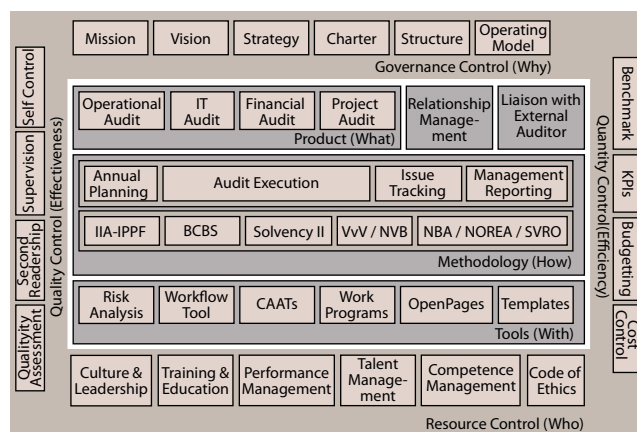 Mission
Vision
Strategy
Charter
Structure
Operating
Model
Governance Control (Why)
Self Control
Supervision
Second
Readership
Qualityity
Assessment
Quality Control (Effectiveness)
Operational
Audit
IT
Audit
Financial
Audit
Project
Audit
Product (What)
Relationship
Manage-
ment
Liaison with
External
Auditor
Annual
Planning
Audit Execution
Issue
Tracking
Management
Reporting
IIA-IPPF
BCBS
Solvency II
VvV / NVB
NBA / NOREA / SVRO
Methodology (How)
Risk
Analysis
Workflow
Tool
CAATs
Work
Programs
OpenPages
Templates
Tools (With)
Quantity Control(Efficiency)
Benchmark
KPIs
Budgetting
Cost
Control
Culture &
Leadership
Training &
Education
Performance
Management
Talent
Manage-
ment
Competence
Management
Code of
Ethics
Resource Control (Who)